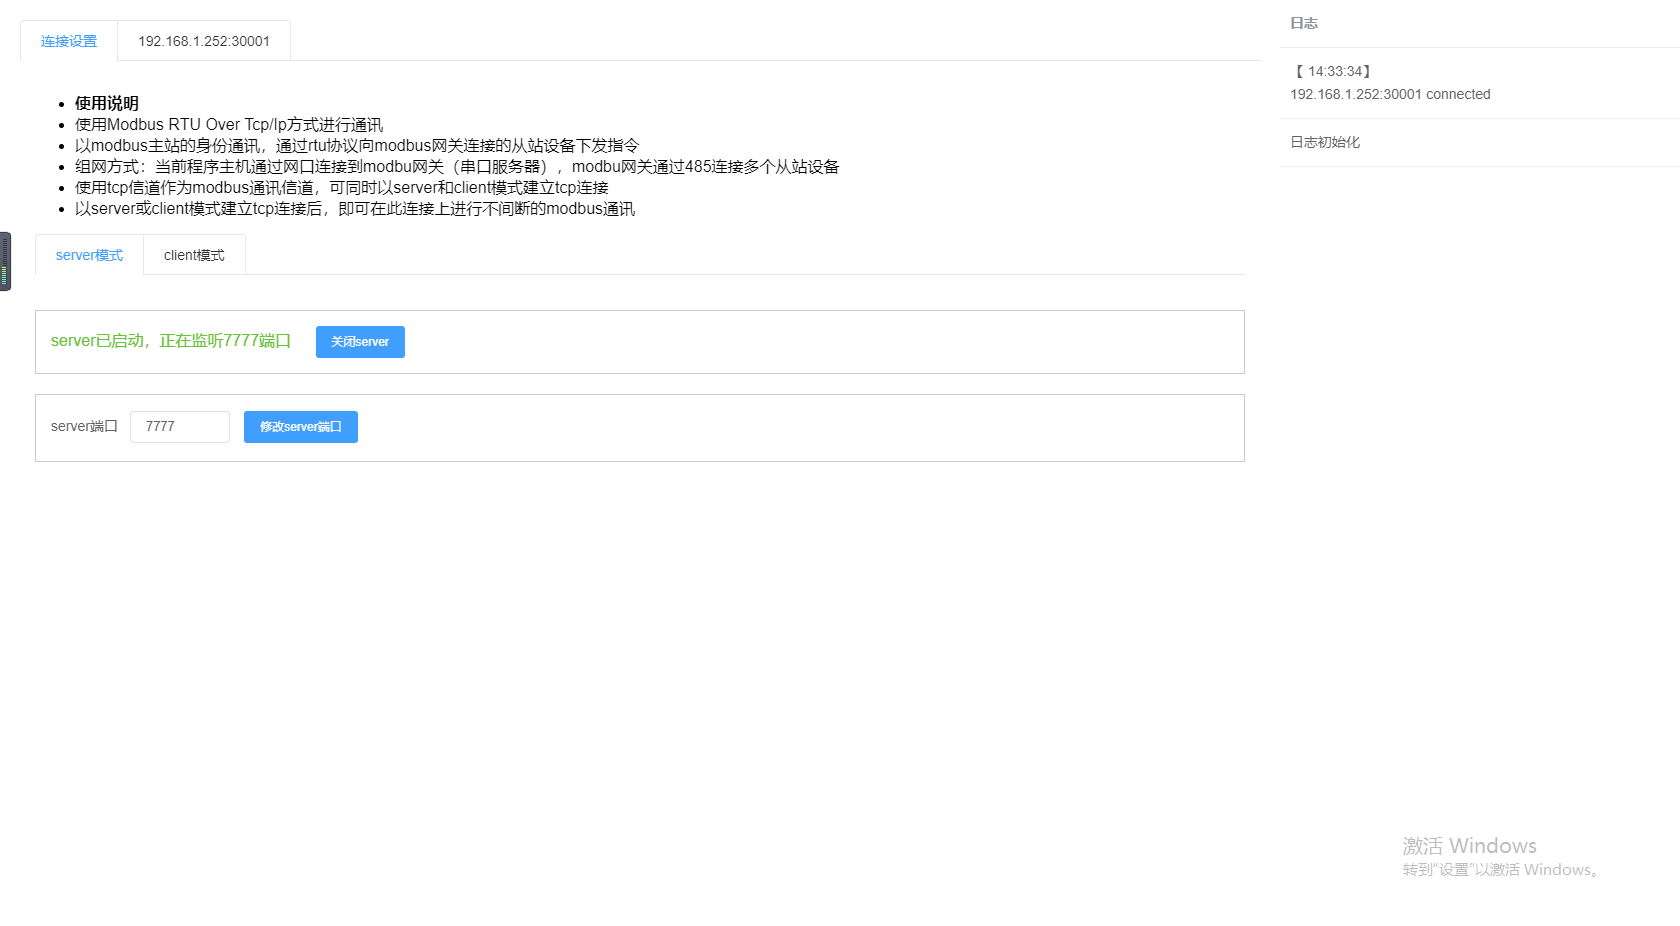 连接设置
192.168.1.252:30001
使用说明
使用Modbus RTU Over Tcp/Ip方式进行通讯
以modbus主站的身份通讯，通过rtu协议向modbus网关连接的从站设备下发指令
组网方式：当前程序主机通过网口连接到modbu网关（串口服务器），modbu网关通过485连接多个从站设备
使用tcp信道作为modbus通讯信道，可同时以server和client模式建立tcp连接
以server或client模式建立tcp连接后，即可在此连接上进行不间断的modbus通讯
server模式
client模式
server已启动，正在监听7777端口
关闭server
server端口
7777
修改server端口
日志
【 14:33:34】
192.168.1.252:30001 connected
日志初始化
激活 Windows
转到“设置”以激活 Windows。